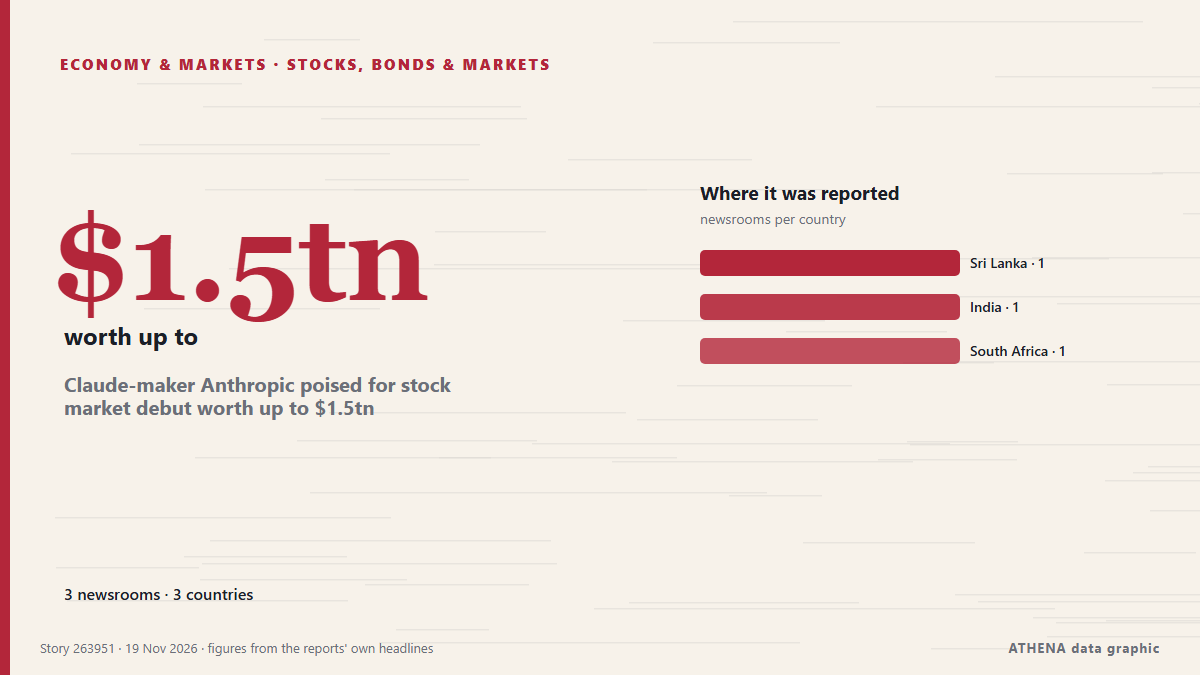 ECONOMY & MARKETS · STOCKS, BONDS & MARKETS
$1.5tn
worth up to
Claude-maker Anthropic poised for stock
market debut worth up to $1.5tn
Where it was reported
newsrooms per country
Sri Lanka · 1
India · 1
South Africa · 1
3 newsrooms · 3 countries
Story 263951 · 19 Nov 2026 · figures from the reports' own headlines
ATHENA data graphic